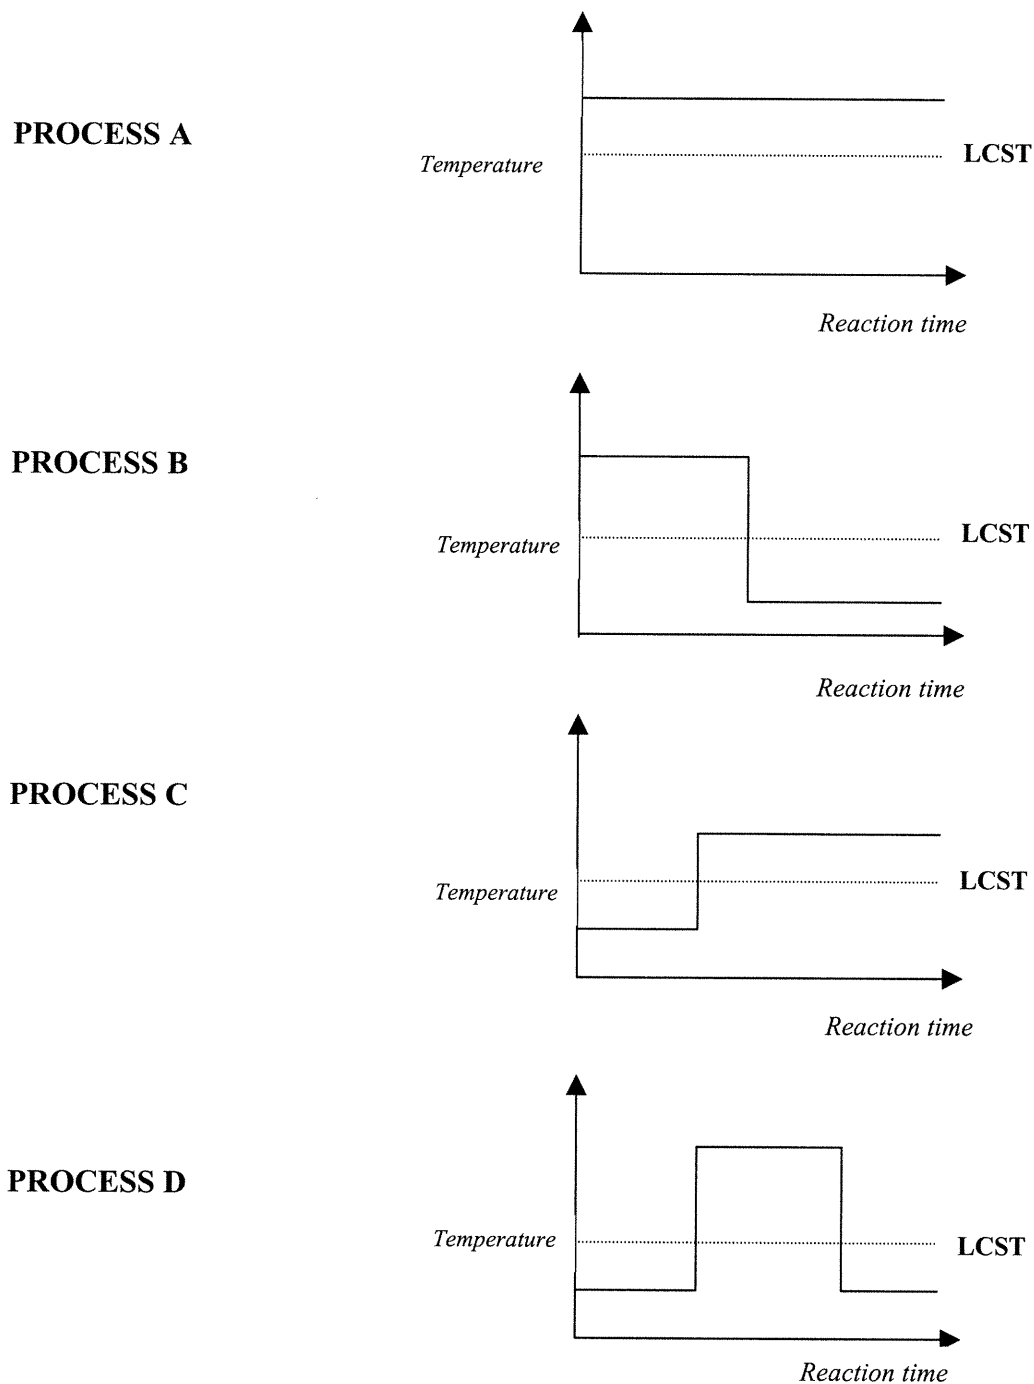 PROCESS A
Temperature
LCST
Reaction time
PROCESS B
Temperature
LCST
Reaction time
PROCESS C
Temperature
LCST
Reaction time
PROCESS D
Temperature
LCST
Reaction time